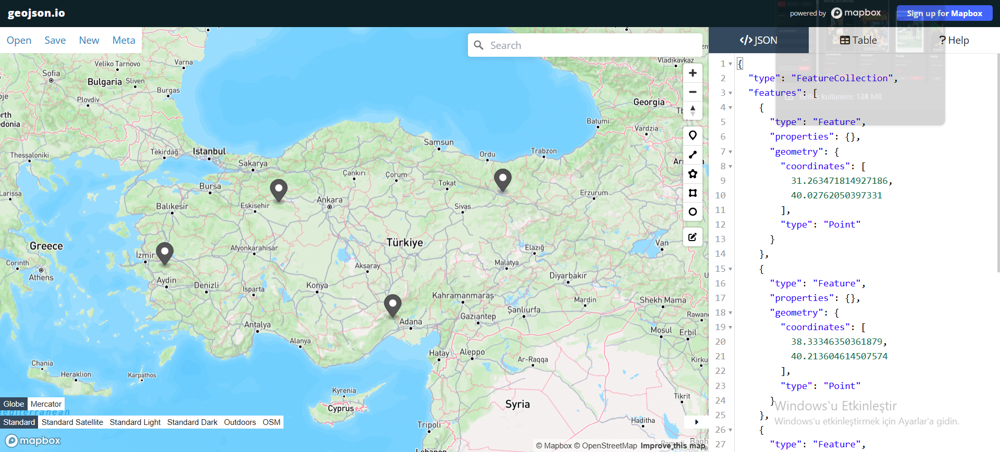 geojson.io
powered by mapbox
Sign up for Mapbox
Open Save New Meta
Search
JSON
Table
? Help
Varna
Veliko Tarnovo
Sofia
Bulgaria
Sliven
Burgas
Plovdiv
Vladikavkaz
Georgia
Batumi
Vardzia
Thessaloniki
Tekirdağ
Istanbul
Sakarya
Samsun
Ordu
Trabzon
Çankırı
Çorum
Tokat
Bursa
Larissa
Ankara
Erzurum
Balıkesir
Eskisehir
Sivas
Greece
Türkiye
Van
İzmir
Afyonkarahisar
Elazığ
Corinth
Athens
Aksaray
Malatya
Diyarbakır
Aydin
Denizli
Isparta
Konya
Kahramanmaraş
Mardin
Shekh Mama
Şanlıurfa
Gaziantep
Adana
Antalya
Mosul
Erbil
Alanya
Hatay
Aleppo
Ar-Raqqa
Chania
Heraklion
Karpathos
Kyrenia
Cyprus
Syria
Tikrit
Haditha
Tripoli
Globe Mercator
Standard Standard Satellite Standard Light Standard Dark Outdoors OSM
mapbox
© Mapbox © OpenStreetMap Improve this map
1 {
2 "type": "FeatureCollection",
3 "features": [
4 {
5 "type": "Feature",
6 "properties": {},
7 "geometry": {
8 "coordinates": [
9 31.263471814927186,
10 40.02762050397331
11 ],
12 "type": "Point"
13 }
14 },
15 {
16 "type": "Feature",
17 "properties": {},
18 "geometry": {
19 "coordinates": [
20 38.33346350361879,
21 40.213604614507574
22 ],
23 "type": "Point"
24 }
25 },
26 {
27 "type": "Feature",
Bellek kullanımı: 134 MB
Windows'u Etkinleştir
Windows'u etkinleştirmek için Ayarlar'a gidin.